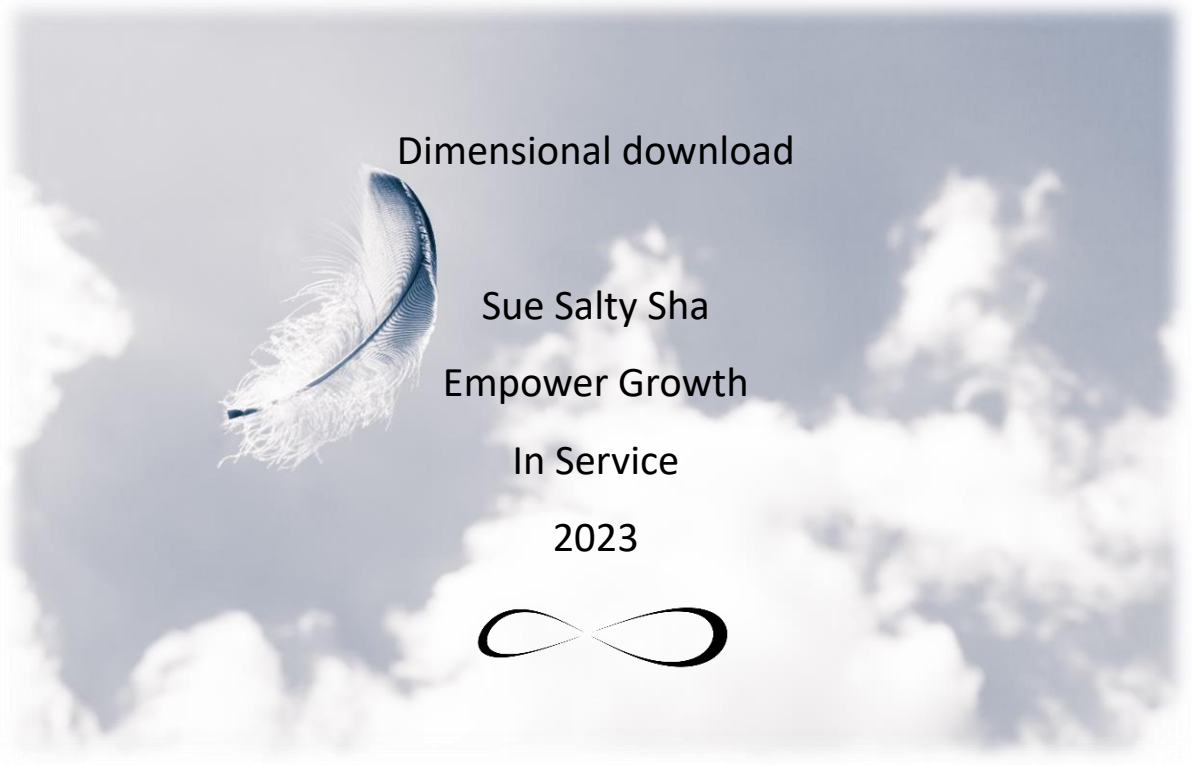 Dimensional download
Sue Salty Sha
Empower Growth
In Service
2023